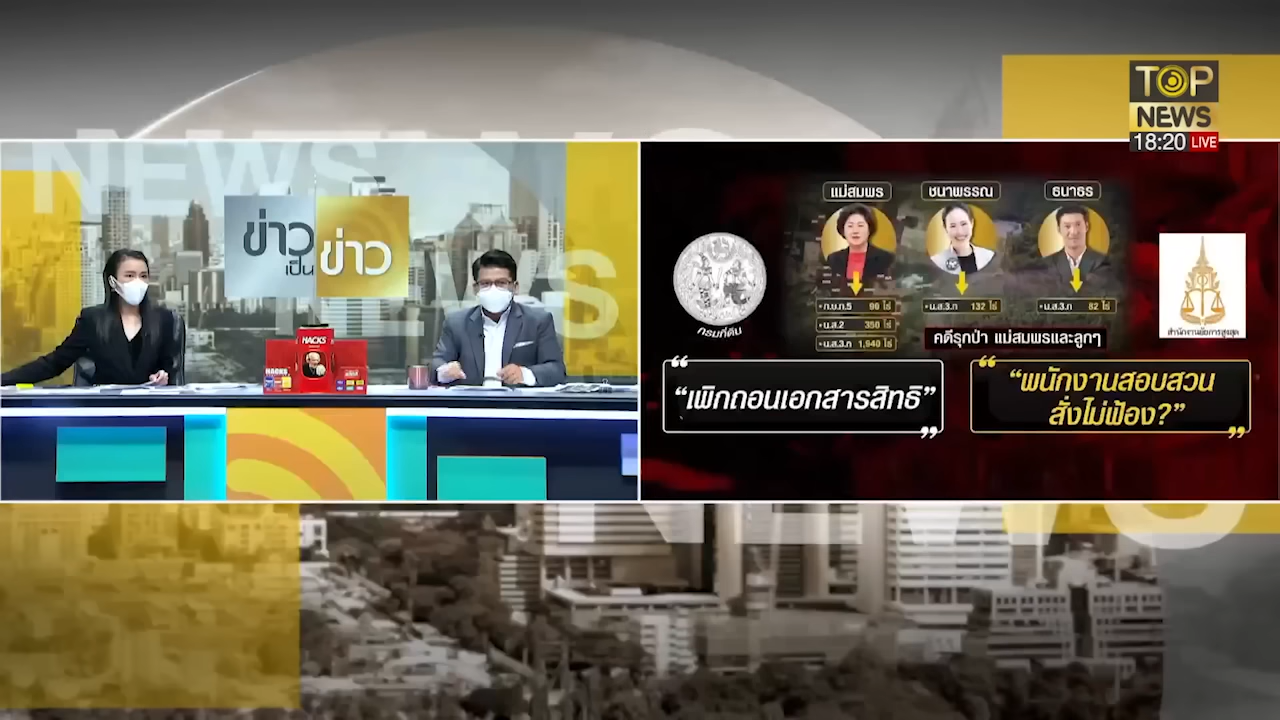 TOP
NEWS
18:20 LIVE
NEWS
ข่าว
เป็น
ข่าว
NEWS
HACKS
HACKS
แม่สมพร
ชนาพรรณ
ธนาธร
ก.บ.ท.5 90 ไร่
น.ส.2 350 ไร่
น.ส.3.ก 1,940 ไร่
น.ส.3.ก 132 ไร่
น.ส.3.ก 82 ไร่
คดีรุกป่า แม่สมพรและลูกๆ
กรมที่ดิน
สำนักงานอัยการสูงสุด
“เพิกถอนเอกสารสิทธิ”
“พนักงานสอบสวน
สั่งไม่ฟ้อง?”
NEWS